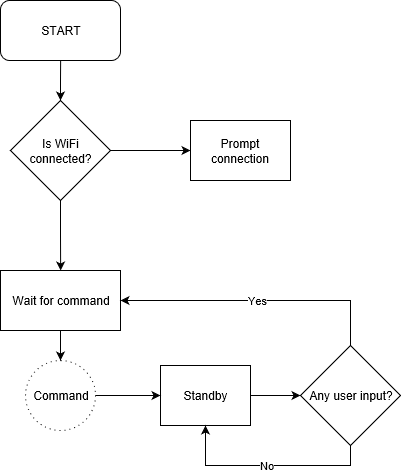 START
Is WiFi
connected?
Prompt
connection
Wait for command
Yes
Command
Standby
Any user input?
No